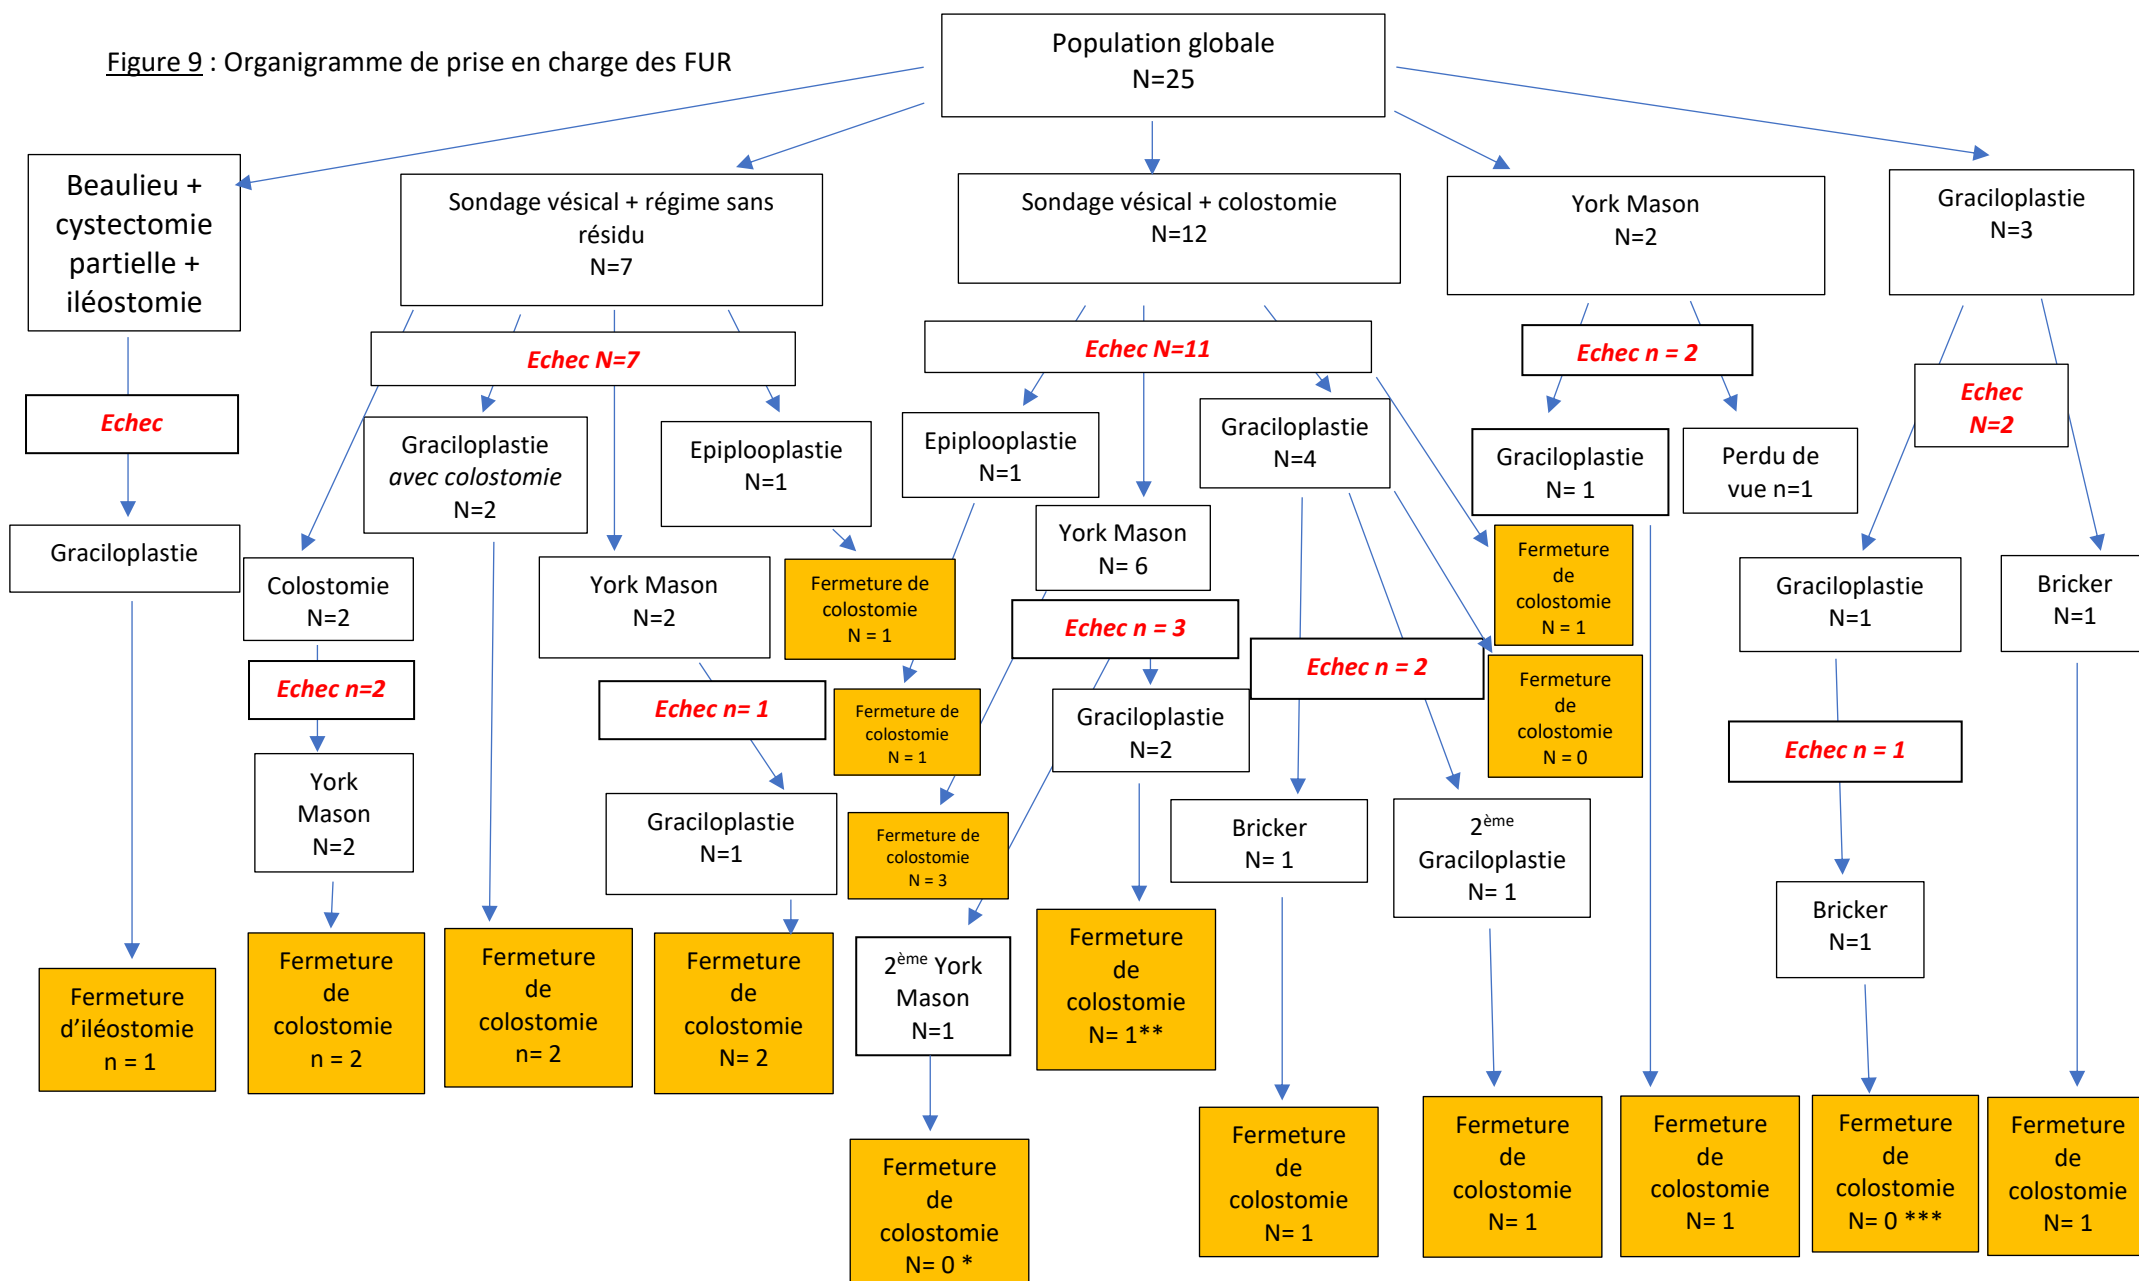 Figure 9 : Organigramme de prise en charge des FUR
Population globale
N=25
Beaulieu +
cystectomie
partielle +
iléostomie
Sondage vésical + régime sans
résidu
N=7
Sondage vésical + colostomie
N=12
York Mason
N=2
Graciloplastie
N=3
Echec
Echec N=7
Echec N=11
Echec n = 2
Echec
N=2
Graciloplastie
Colostomie
N=2
Graciloplastie
avec colostomie
N=2
York Mason
N=2
Epiplooplastie
N=1
Epiplooplastie
N=1
York Mason
N= 6
Graciloplastie
N=4
Graciloplastie
N= 1
Perdu de
vue n=1
Graciloplastie
N=1
Bricker
N=1
Fermeture de
colostomie
N = 1
Fermeture
de
colostomie
N = 1
Echec n=2
Echec n= 1
Echec n = 3
Echec n = 2
Fermeture
de
colostomie
N = 0
Echec n = 1
Fermeture de
colostomie
N = 1
Graciloplastie
N=2
York
Mason
N=2
Graciloplastie
N=1
Fermeture de
colostomie
N = 3
Bricker
N= 1
2ème
Graciloplastie
N= 1
Bricker
N=1
Fermeture
d’iléostomie
n = 1
Fermeture
de
colostomie
n = 2
Fermeture
de
colostomie
n= 2
Fermeture
de
colostomie
N= 2
2ème York
Mason
N=1
Fermeture
de
colostomie
N= 1**
Fermeture
de
colostomie
N= 0 *
Fermeture
de
colostomie
N= 1
Fermeture
de
colostomie
N= 1
Fermeture
de
colostomie
N= 1
Fermeture
de
colostomie
N= 0 ***
Fermeture
de
colostomie
N= 1